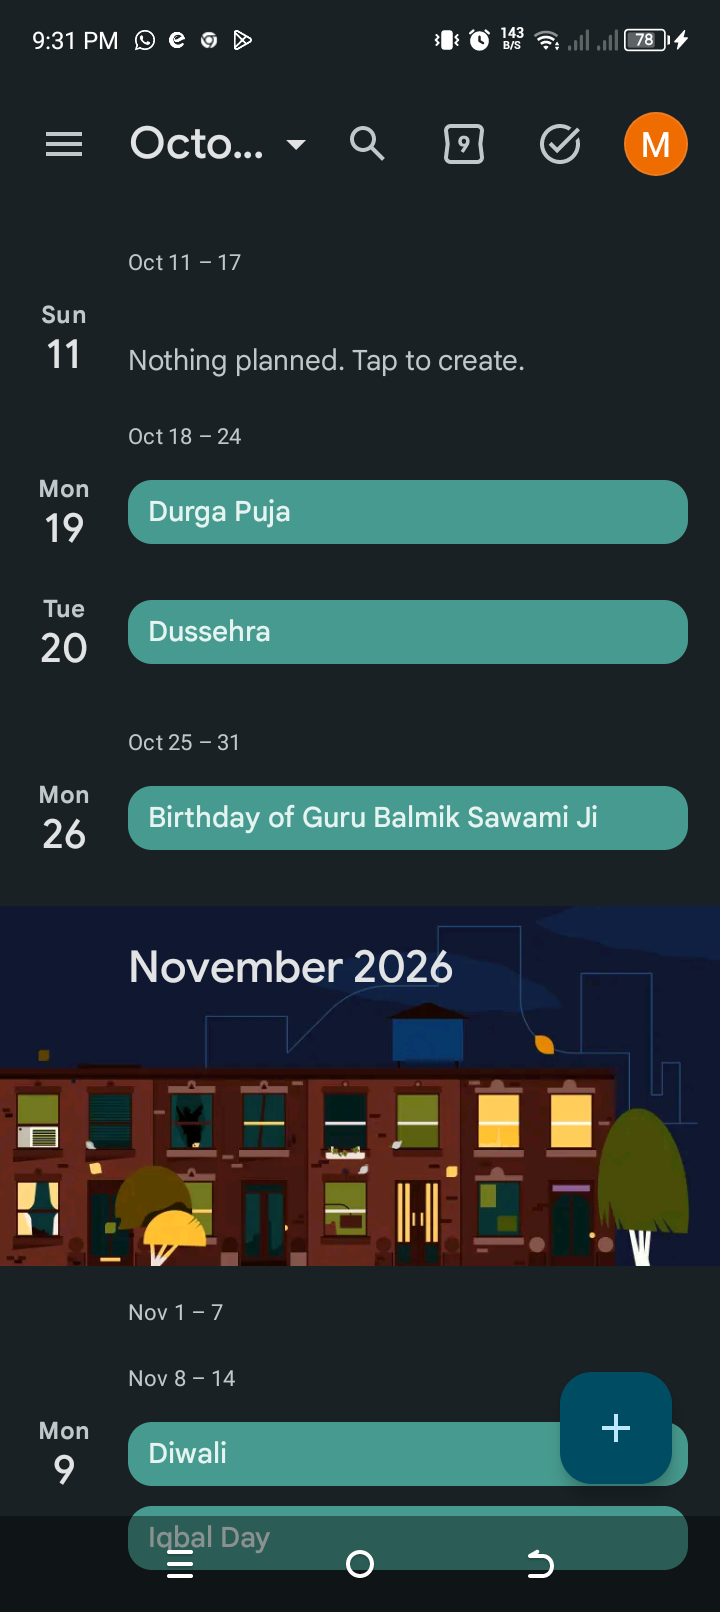 9:31 PM
143
B/S
78
Octo...
9
M
Oct 11 – 17
Sun
11
Nothing planned. Tap to create.
Oct 18 – 24
Mon
19
Durga Puja
Tue
20
Dussehra
Oct 25 – 31
Mon
26
Birthday of Guru Balmik Sawami Ji
November 2026
Nov 1 – 7
Nov 8 – 14
Mon
9
Diwali
Iqbal Day